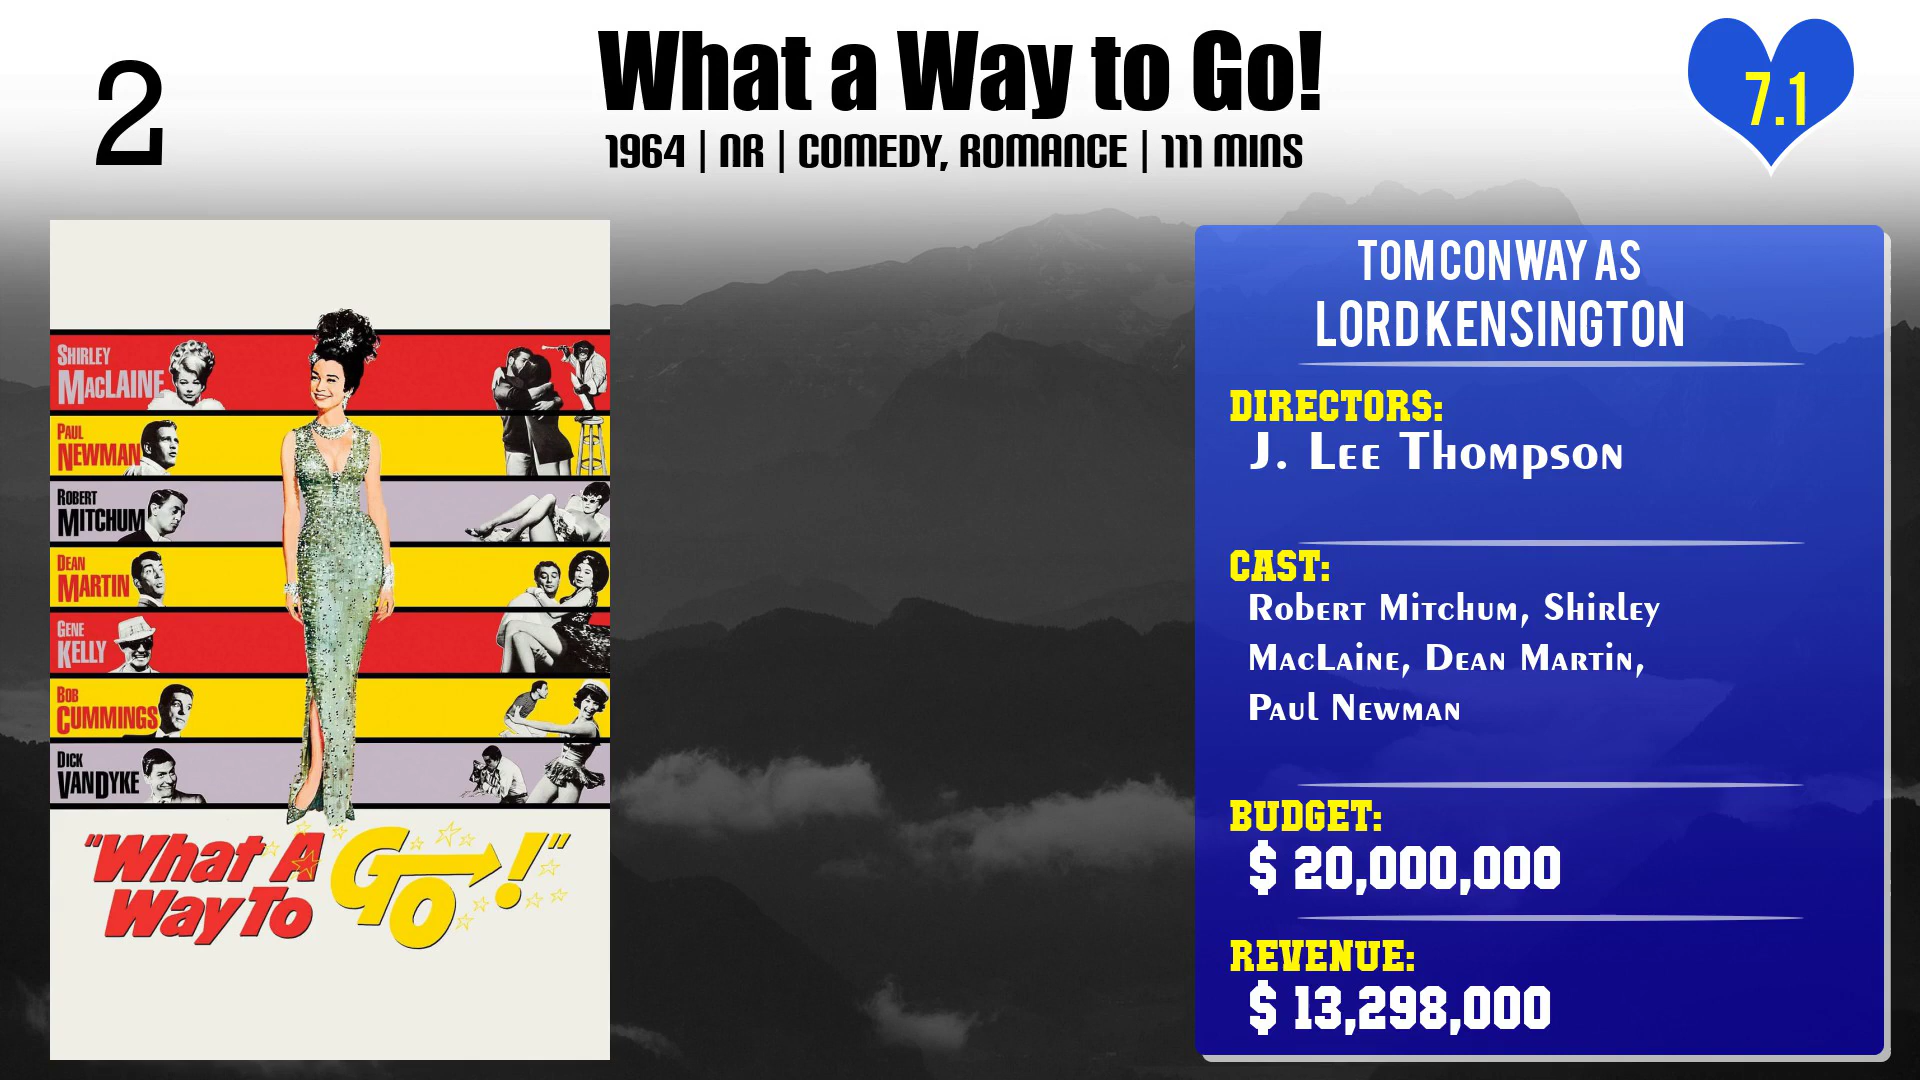 2
What a Way to Go!
1964 | NR | COMEDY, ROMANCE | 111 MINS
7.1
SHIRLEY
MACLAINE
PAUL
NEWMAN
ROBERT
MITCHUM
DEAN
MARTIN
GENE
KELLY
BOB
CUMMINGS
DICK
VANDYKE
"What A
Way To
GO!"
TOM CONWAY AS
LORD KENSINGTON
DIRECTORS:
J. Lee Thompson
CAST:
Robert Mitchum, Shirley
MacLaine, Dean Martin,
Paul Newman
BUDGET:
$ 20,000,000
REVENUE:
$ 13,298,000